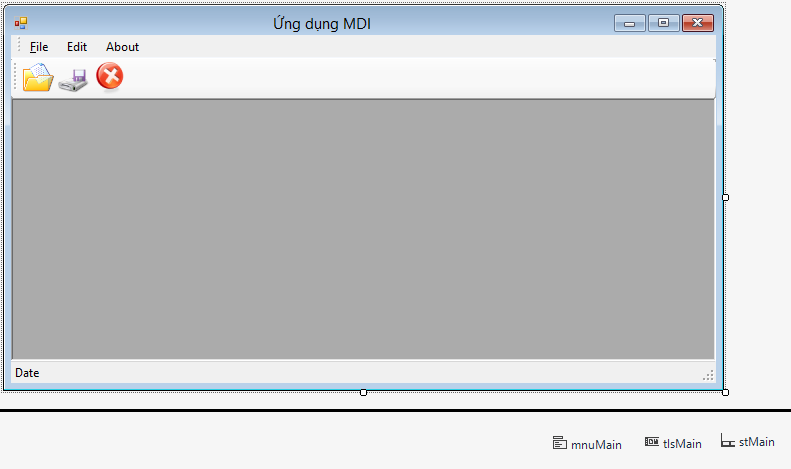 Ứng dụng MDI
File Edit About
Date
mnuMain tlsMain stMain